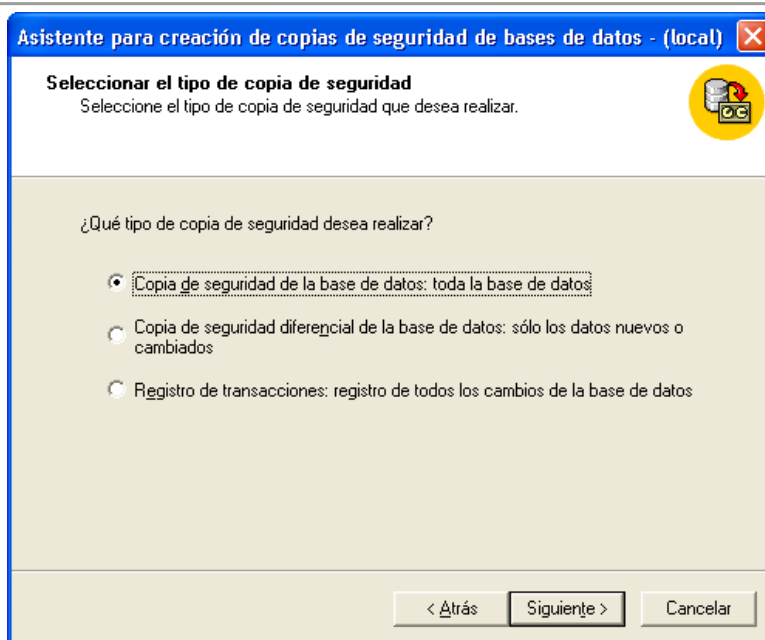 Asistente para creación de copias de seguridad de bases de datos - (local)
Seleccionar el tipo de copia de seguridad
Seleccione el tipo de copia de seguridad que desea realizar.
¿Qué tipo de copia de seguridad desea realizar?
Copia de seguridad de la base de datos: toda la base de datos
Copia de seguridad diferencial de la base de datos: sólo los datos nuevos o
cambiados
Registro de transacciones: registro de todos los cambios de la base de datos
< Atrás Siguiente > Cancelar